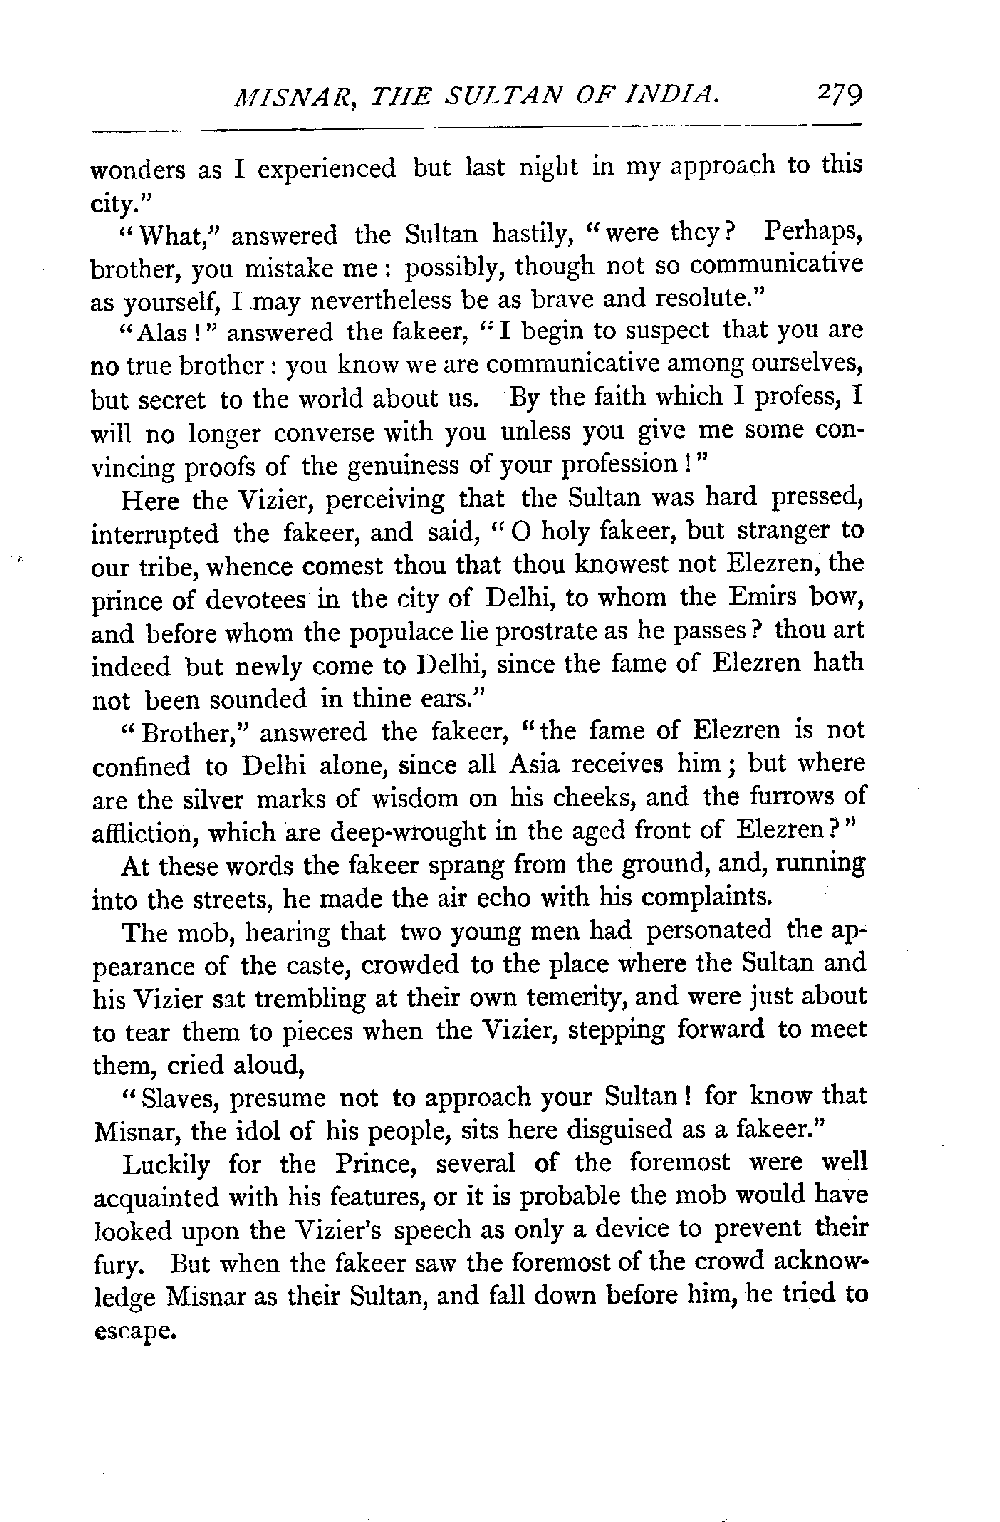 MISNAR, THE SULTAN OF INDIA. 279
wonders as I experienced but last night in my approach to this
city."
"What," answered the Sultan hastily, "were they? Perhaps,
brother, you mistake me: possibly, though not so communicative
as yourself, I may nevertheless be as brave and resolute."
"Alas!" answered the fakeer, "I begin to suspect that you are
no true brother: you know we are communicative among ourselves,
but secret to the world about us. By the faith which I profess, I
will no longer converse with you unless you give me some con-
vincing proofs of the genuiness of your profession!"
Here the Vizier, perceiving that the Sultan was hard pressed,
interrupted the fakeer, and said, "O holy fakeer, but stranger to
our tribe, whence comest thou that thou knowest not Elezren, the
prince of devotees in the city of Delhi, to whom the Emirs bow,
and before whom the populace lie prostrate as he passes? thou art
indeed but newly come to Delhi, since the fame of Elezren hath
not been sounded in thine ears."
"Brother," answered the fakeer, "the fame of Elezren is not
confined to Delhi alone, since all Asia receives him; but where
are the silver marks of wisdom on his cheeks, and the furrows of
affliction, which are deep-wrought in the aged front of Elezren?"
At these words the fakeer sprang from the ground, and, running
into the streets, he made the air echo with his complaints.
The mob, hearing that two young men had personated the ap-
pearance of the caste, crowded to the place where the Sultan and
his Vizier sat trembling at their own temerity, and were just about
to tear them to pieces when the Vizier, stepping forward to meet
them, cried aloud,
"Slaves, presume not to approach your Sultan! for know that
Misnar, the idol of his people, sits here disguised as a fakeer."
Luckily for the Prince, several of the foremost were well
acquainted with his features, or it is probable the mob would have
looked upon the Vizier's speech as only a device to prevent their
fury. But when the fakeer saw the foremost of the crowd acknow-
ledge Misnar as their Sultan, and fall down before him, he tried to
escape.